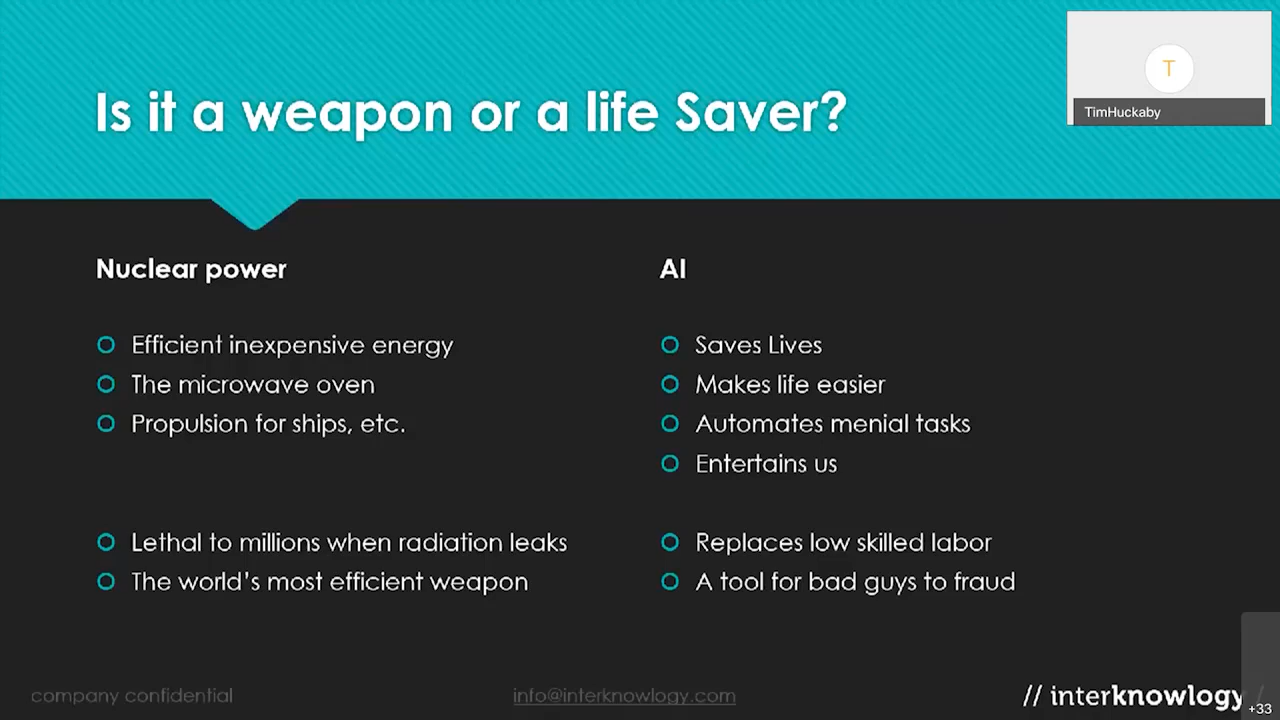 Is it a weapon or a life Saver?
T
TimHuckaby
Nuclear power
Efficient inexpensive energy
The microwave oven
Propulsion for ships, etc.
Lethal to millions when radiation leaks
The world's most efficient weapon
AI
Saves Lives
Makes life easier
Automates menial tasks
Entertains us
Replaces low skilled labor
A tool for bad guys to fraud
company confidential
info@interknowlogy.com
// interknowlogy /
+33